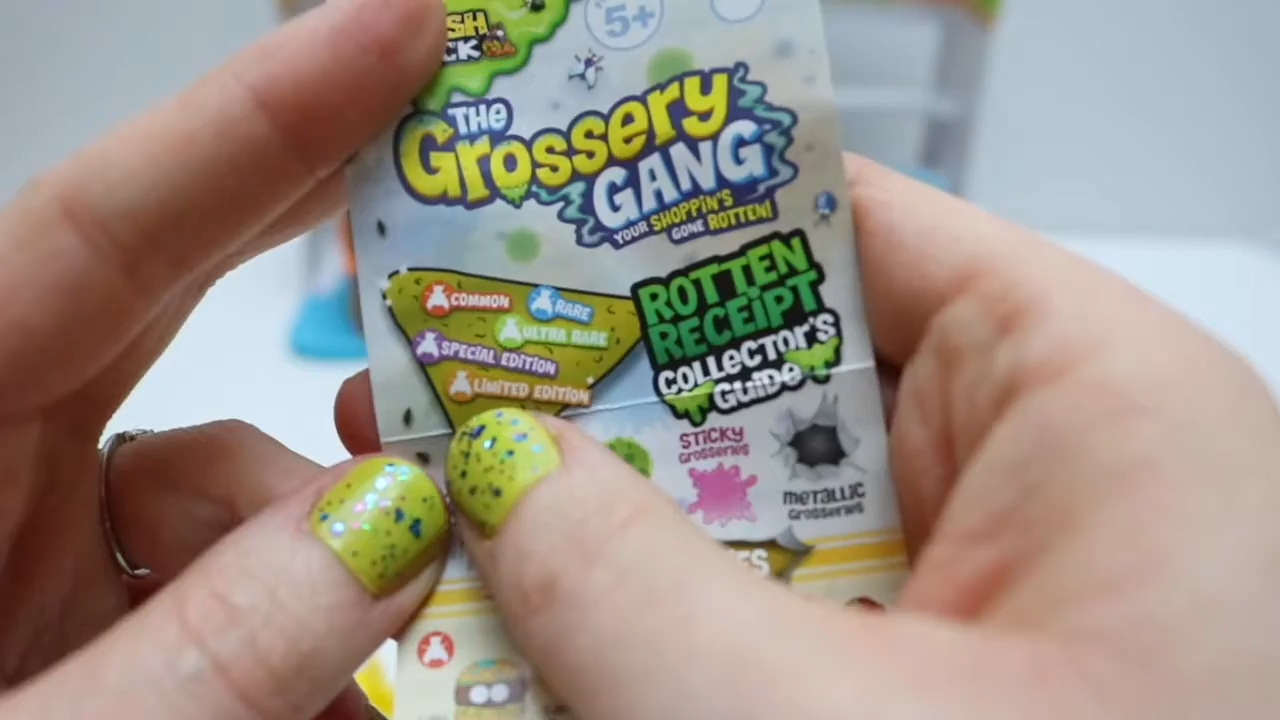 5+
THE
Grossery
GANG
YOUR SHOPPIN'S
GONE ROTTEN!
COMMON
RARE
ULTRA RARE
SPECIAL EDITION
LIMITED EDITION
ROTTEN
RECEIPT
COLLECTOR'S
GUIDE
STICKY
GROSSERIES
METALLIC
GROSSERIES